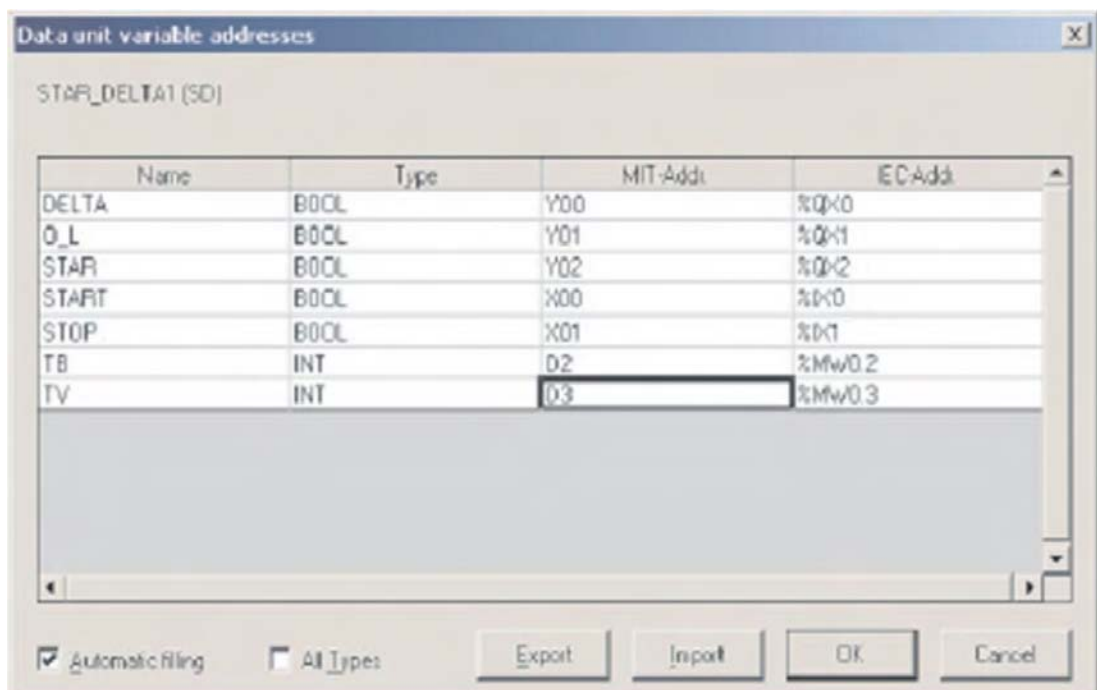 Data unit variable addresses
STAR_DELTA1 (SD)
Name Type MIT-Addr. IEC-Addr.
DELTA BOOL Y00 %QX0
O_L BOOL Y01 %QX1
STAR BOOL Y02 %QX2
START BOOL X00 %IX0
STOP BOOL X01 %IX1
TB INT D2 %MW0.2
TV INT D3 %MW0.3
Automatic filling All Types Export Import OK Cancel